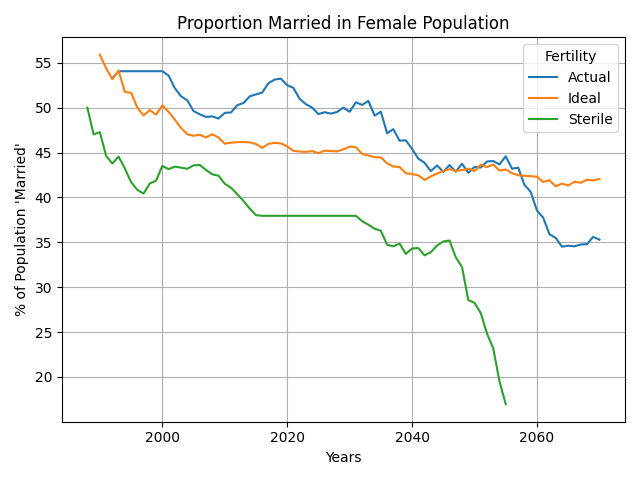 Proportion Married in Female Population
% of Population 'Married'
55
50
45
40
35
30
25
20
Fertility
Actual
Ideal
Sterile
2000 2020 2040 2060
Years